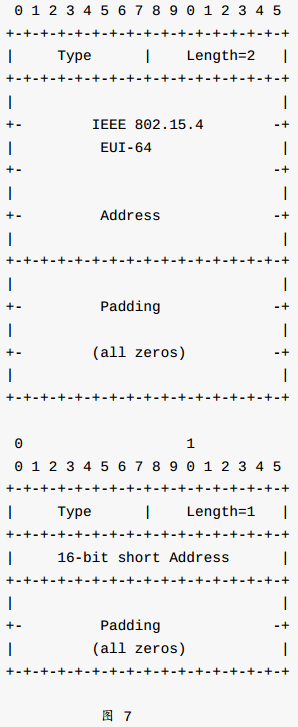 0 1 2 3 4 5 6 7 8 9 0 1 2 3 4 5
+-+-+-+-+-+-+-+-+-+-+-+-+-+-+-+-+
|     Type      |    Length=2   |
+-+-+-+-+-+-+-+-+-+-+-+-+-+-+-+-+
|                               |
+-        IEEE 802.15.4        -+
|          EUI-64               |
+-                             -+
|                               |
+-         Address             -+
|                               |
+-+-+-+-+-+-+-+-+-+-+-+-+-+-+-+-+
|                               |
+-         Padding             -+
|                               |
+-        (all zeros)          -+
|                               |
+-+-+-+-+-+-+-+-+-+-+-+-+-+-+-+-+
0                   1
0 1 2 3 4 5 6 7 8 9 0 1 2 3 4 5
+-+-+-+-+-+-+-+-+-+-+-+-+-+-+-+-+
|     Type      |    Length=1   |
+-+-+-+-+-+-+-+-+-+-+-+-+-+-+-+-+
|     16-bit short Address      |
+-+-+-+-+-+-+-+-+-+-+-+-+-+-+-+-+
|                               |
+-         Padding             -+
|         (all zeros)           |
+-+-+-+-+-+-+-+-+-+-+-+-+-+-+-+-+
图 7